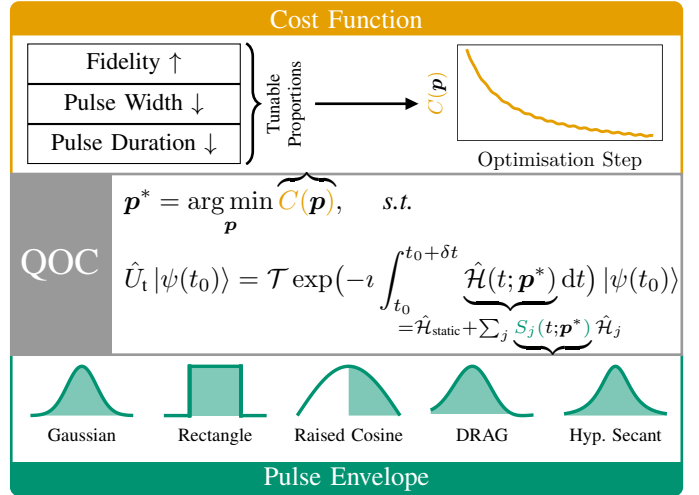 Cost Function
Fidelity ↑
Pulse Width ↓
Pulse Duration ↓
Tunable
Proportions
C(p)
Optimisation Step
QOC
p* = arg min C(p), s.t.
p
Û_t |ψ(t_0)⟩ = 𝒯 exp(−ı ∫_{t_0}^{t_0+δt} Ĥ(t; p*) dt) |ψ(t_0)⟩
=Ĥ_static+∑_j S_j(t;p*) Ĥ_j
Gaussian
Rectangle
Raised Cosine
DRAG
Hyp. Secant
Pulse Envelope